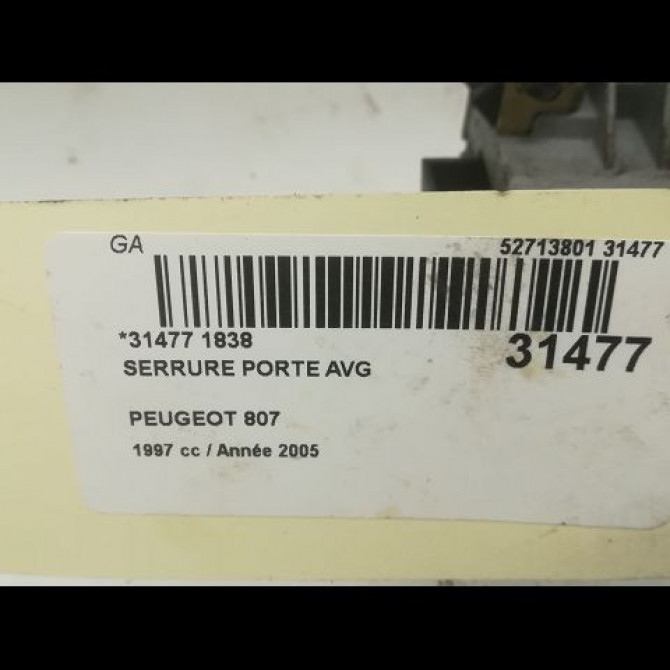 GA
52713801 31477
*31477 1838
31477
SERRURE PORTE AVG
PEUGEOT 807
1997 cc / Année 2005